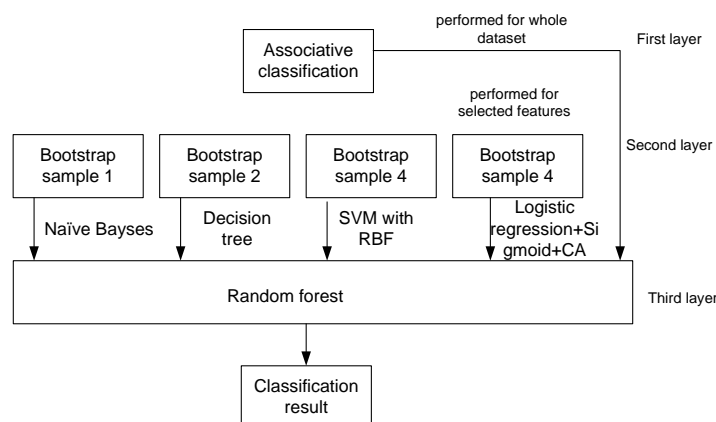 performed for whole
dataset
First layer
Associative
classification
performed for
selected features
Second layer
Bootstrap
sample 1
Bootstrap
sample 2
Bootstrap
sample 4
Bootstrap
sample 4
Naïve Bayses
Decision
tree
SVM with
RBF
Logistic
regression+Si
gmoid+CA
Random forest
Third layer
Classification
result